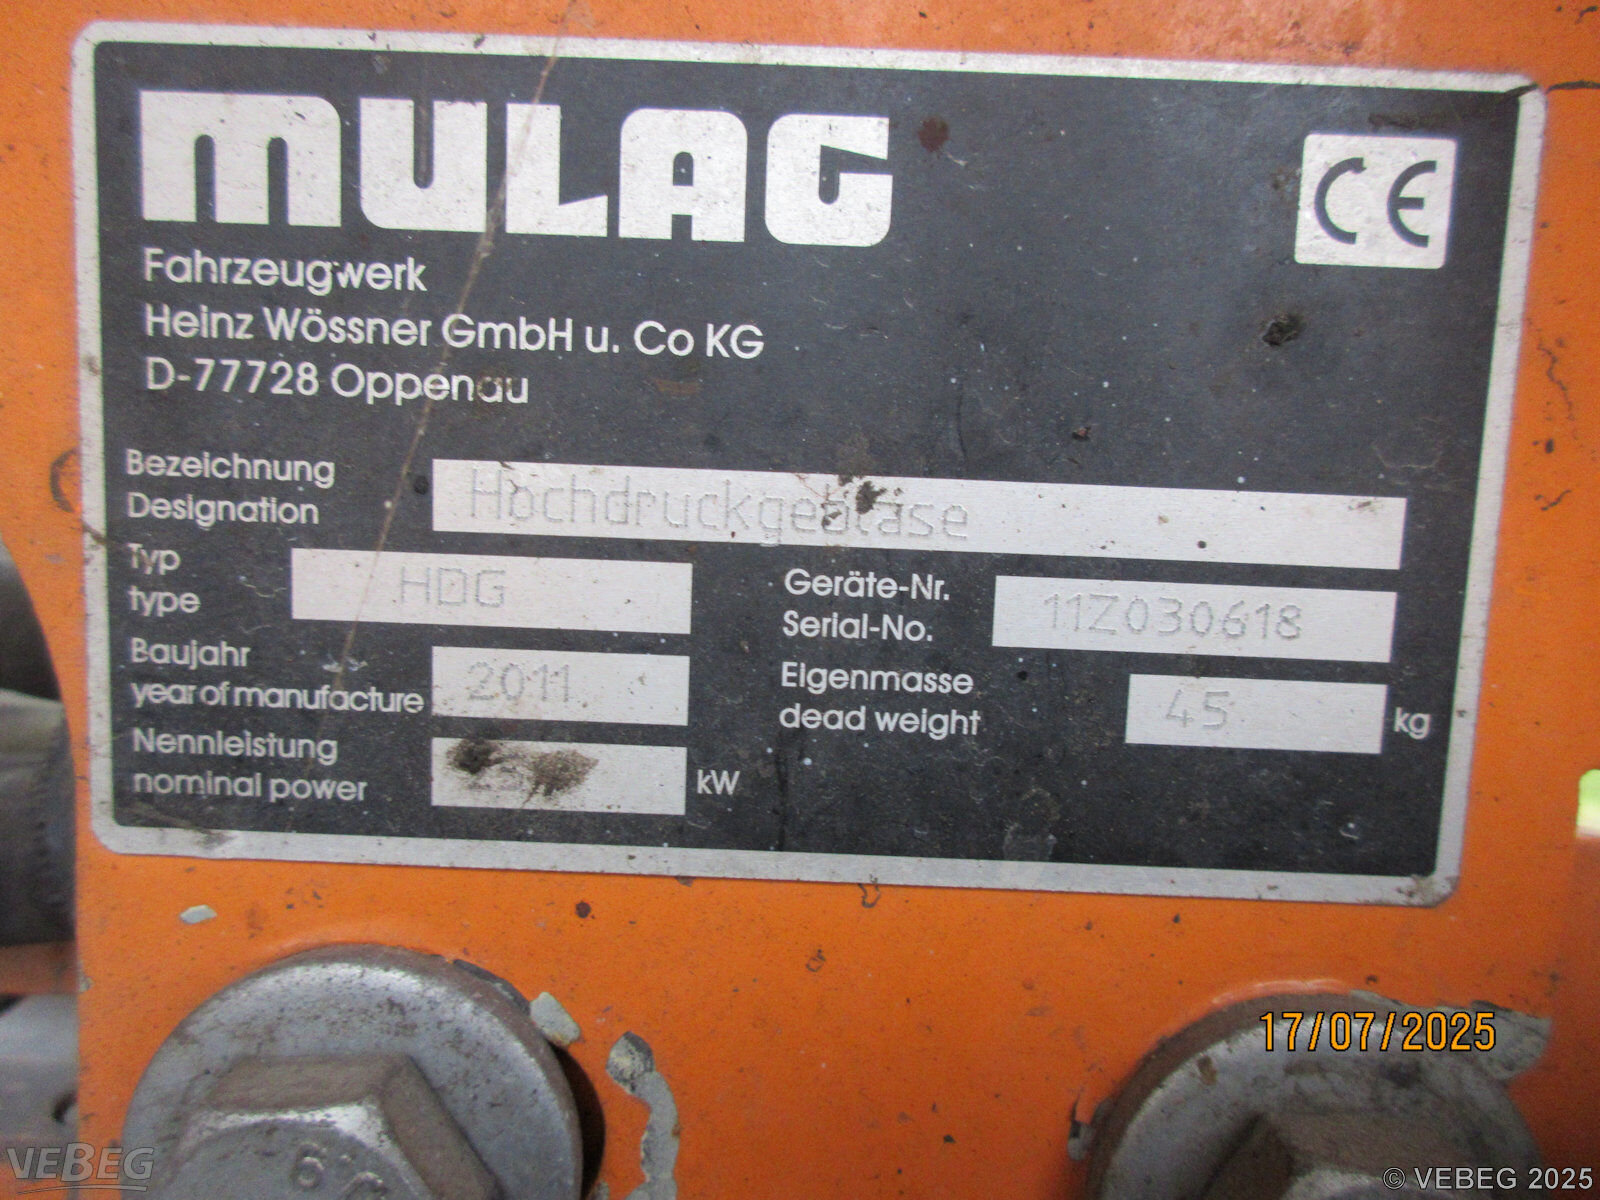 MULAG
CE
Fahrzeugwerk
Heinz Wössner GmbH u. Co KG
D-77728 Oppenau
Bezeichnung
Designation
Hochdruckgebläse
Typ
type
HDG
Geräte-Nr.
Serial-No.
11Z030618
Baujahr
year of manufacture
2011
Eigenmasse
dead weight
45
kg
Nennleistung
nominal power
kW
17/07/2025
VEBEG
© VEBEG 2025